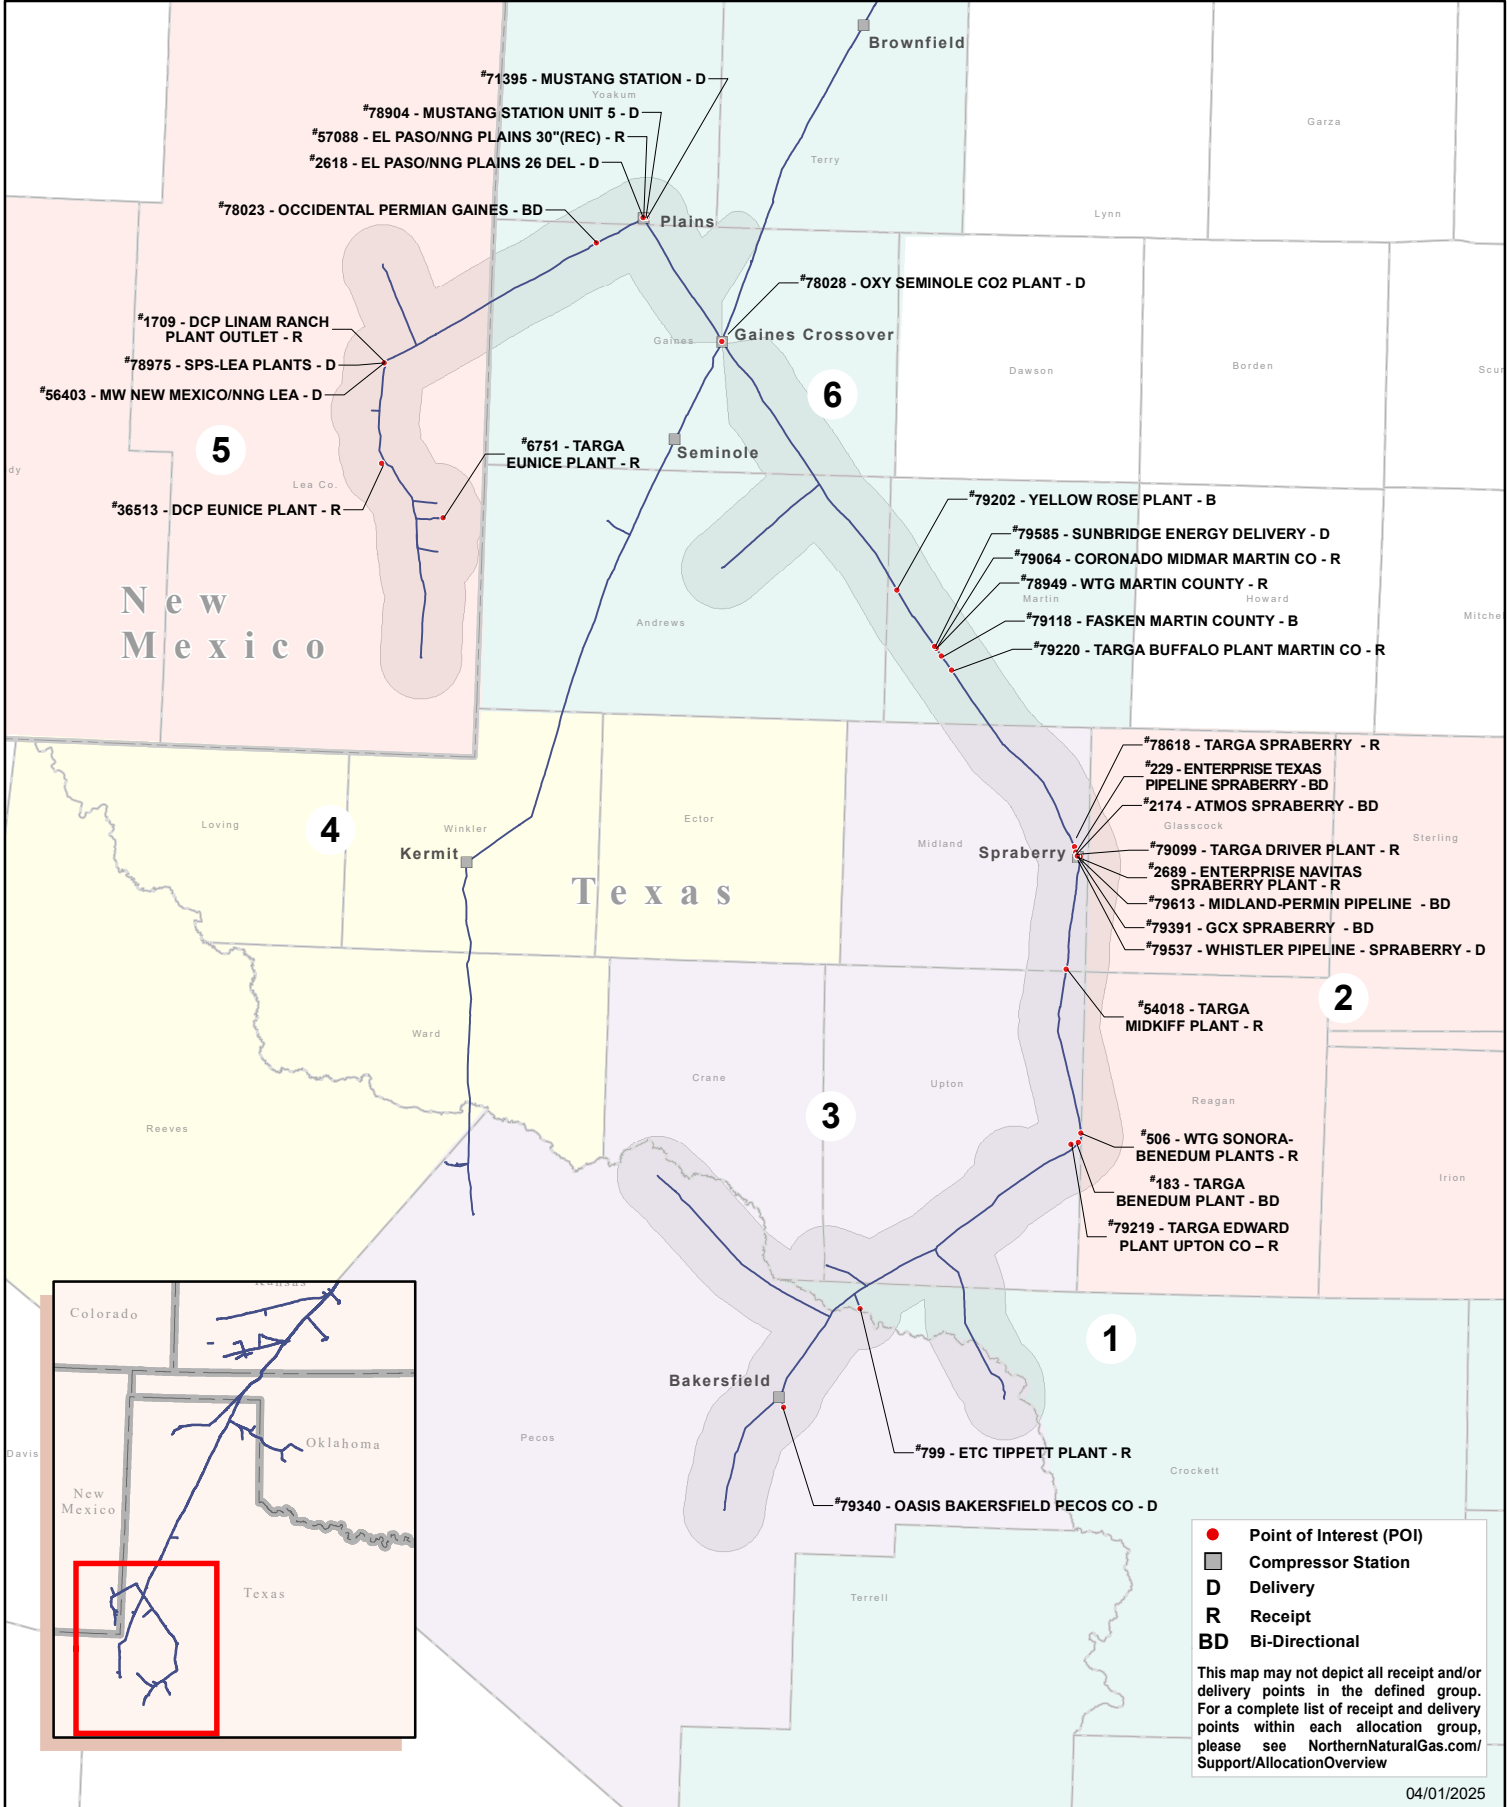 Brownfield
#71395 - MUSTANG STATION - D
Yoakum
#78904 - MUSTANG STATION UNIT 5 - D
Garza
#57088 - EL PASO/NNG PLAINS 30"(REC) - R
Terry
#2618 - EL PASO/NNG PLAINS 26 DEL - D
#78023 - OCCIDENTAL PERMIAN GAINES - BD
Lynn
Plains
#78028 - OXY SEMINOLE CO2 PLANT - D
#1709 - DCP LINAM RANCH
PLANT OUTLET - R
Gaines
Gaines Crossover
#78975 - SPS-LEA PLANTS - D
Dawson
Borden
Scur
#56403 - MW NEW MEXICO/NNG LEA - D
6
5
#6751 - TARGA
EUNICE PLANT - R
Seminole
dy
Lea Co.
#36513 - DCP EUNICE PLANT - R
#79202 - YELLOW ROSE PLANT - B
#79585 - SUNBRIDGE ENERGY DELIVERY - D
#79064 - CORONADO MIDMAR MARTIN CO - R
#78949 - WTG MARTIN COUNTY - R
Martin
Howard
Mitche
New
Mexico
Andrews
#79118 - FASKEN MARTIN COUNTY - B
#79220 - TARGA BUFFALO PLANT MARTIN CO - R
#78618 - TARGA SPRABERRY - R
#229 - ENTERPRISE TEXAS
PIPELINE SPRABERRY - BD
#2174 - ATMOS SPRABERRY - BD
Loving
4
Winkler
Ector
Midland
Glasscock
Sterling
Kermit
Spraberry
#79099 - TARGA DRIVER PLANT - R
#2689 - ENTERPRISE NAVITAS
SPRABERRY PLANT - R
Texas
#79613 - MIDLAND-PERMIN PIPELINE - BD
#79391 - GCX SPRABERRY - BD
#79537 - WHISTLER PIPELINE - SPRABERRY - D
2
#54018 - TARGA
MIDKIFF PLANT - R
Ward
Crane
Upton
Reagan
3
Reeves
#506 - WTG SONORA-
BENEDUM PLANTS - R
#183 - TARGA
BENEDUM PLANT - BD
Irion
#79219 - TARGA EDWARD
PLANT UPTON CO – R
Kansas
Colorado
1
Bakersfield
Pecos
Davis
Oklahoma
#799 - ETC TIPPETT PLANT - R
Crockett
New
Mexico
#79340 - OASIS BAKERSFIELD PECOS CO - D
Texas
Terrell
Point of Interest (POI)
Compressor Station
D Delivery
R Receipt
BD Bi-Directional
This map may not depict all receipt and/or
delivery points in the defined group.
For a complete list of receipt and delivery
points within each allocation group,
please see NorthernNaturalGas.com/
Support/AllocationOverview
04/01/2025